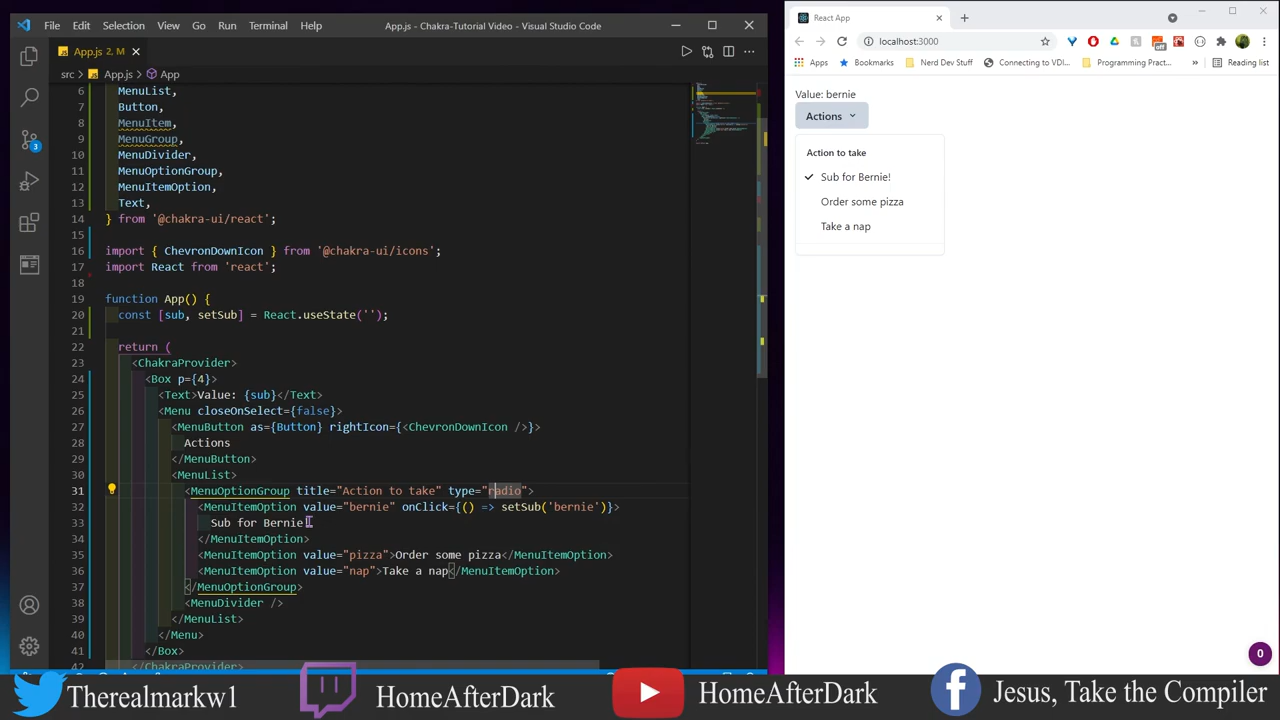 File Edit Selection View Go Run Terminal Help App.js - Chakra-Tutorial Video - Visual Studio Code
App.js 2, M
src > App.js > App
6 MenuList,
7 Button,
8 MenuItem,
9 MenuGroup,
10 MenuDivider,
11 MenuOptionGroup,
12 MenuItemOption,
13 Text,
14 } from '@chakra-ui/react';
15
16 import { ChevronDownIcon } from '@chakra-ui/icons';
17 import React from 'react';
18
19 function App() {
20 const [sub, setSub] = React.useState('');
21
22 return (
23 <ChakraProvider>
24 <Box p={4}>
25 <Text>Value: {sub}</Text>
26 <Menu closeOnSelect={false}>
27 <MenuButton as={Button} rightIcon={<ChevronDownIcon />}>
28 Actions
29 </MenuButton>
30 <MenuList>
31 <MenuOptionGroup title="Action to take" type="radio">
32 <MenuItemOption value="bernie" onClick={() => setSub('bernie')}>
33 Sub for Bernie!
34 </MenuItemOption>
35 <MenuItemOption value="pizza">Order some pizza</MenuItemOption>
36 <MenuItemOption value="nap">Take a nap</MenuItemOption>
37 </MenuOptionGroup>
38 <MenuDivider />
39 </MenuList>
40 </Menu>
41 </Box>
42 </ChakraProvider>
3
React App
localhost:3000
off
Apps Bookmarks Nerd Dev Stuff Connecting to VDI... Programming Pract... » Reading list
Value: bernie
Actions
Action to take
Sub for Bernie!
Order some pizza
Take a nap
0
Therealmarkw1 HomeAfterDark HomeAfterDark Jesus, Take the Compiler